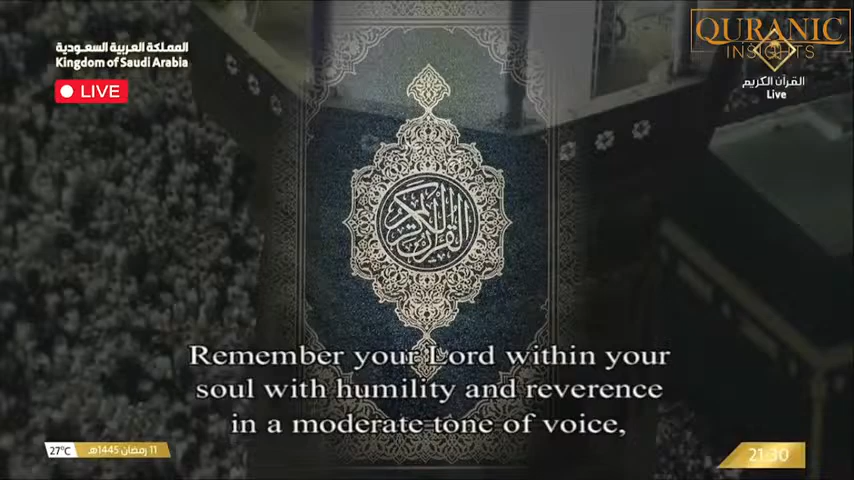 المملكة العربية السعودية
Kingdom of Saudi Arabia
LIVE
QURANIC
INSIGHTS
القرآن الكريم
Live
القرآن الكريم
Remember your Lord within your
soul with humility and reverence
in a moderate tone of voice,
27°C
11 رمضان 1445هـ
21:30